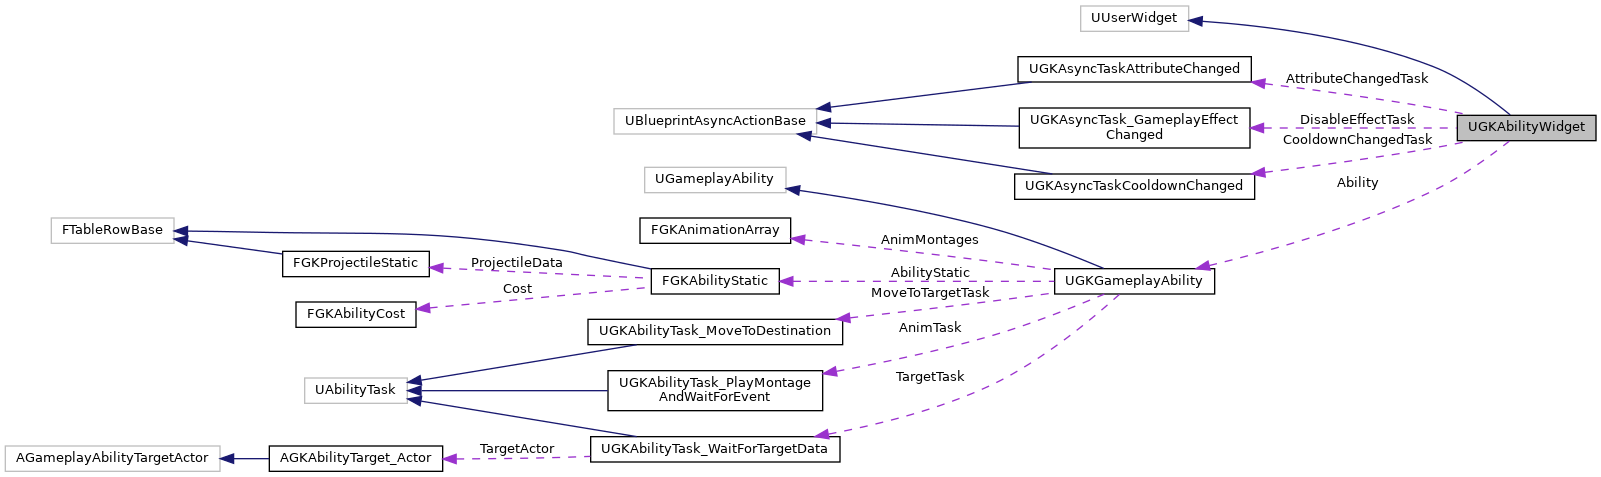 UUserWidget
UGKAsyncTaskAttributeChanged
AttributeChangedTask
UBlueprintAsyncActionBase
UGKAsyncTask_GameplayEffect
Changed
DisableEffectTask
UGKAbilityWidget
CooldownChangedTask
UGameplayAbility
UGKAsyncTaskCooldownChanged
Ability
FTableRowBase
FGKAnimationArray
AnimMontages
FGKProjectileStatic
ProjectileData
FGKAbilityStatic
AbilityStatic
UGKGameplayAbility
Cost
MoveToTargetTask
FGKAbilityCost
UGKAbilityTask_MoveToDestination
AnimTask
UAbilityTask
UGKAbilityTask_PlayMontage
AndWaitForEvent
TargetTask
AGameplayAbilityTargetActor
AGKAbilityTarget_Actor
TargetActor
UGKAbilityTask_WaitForTargetData